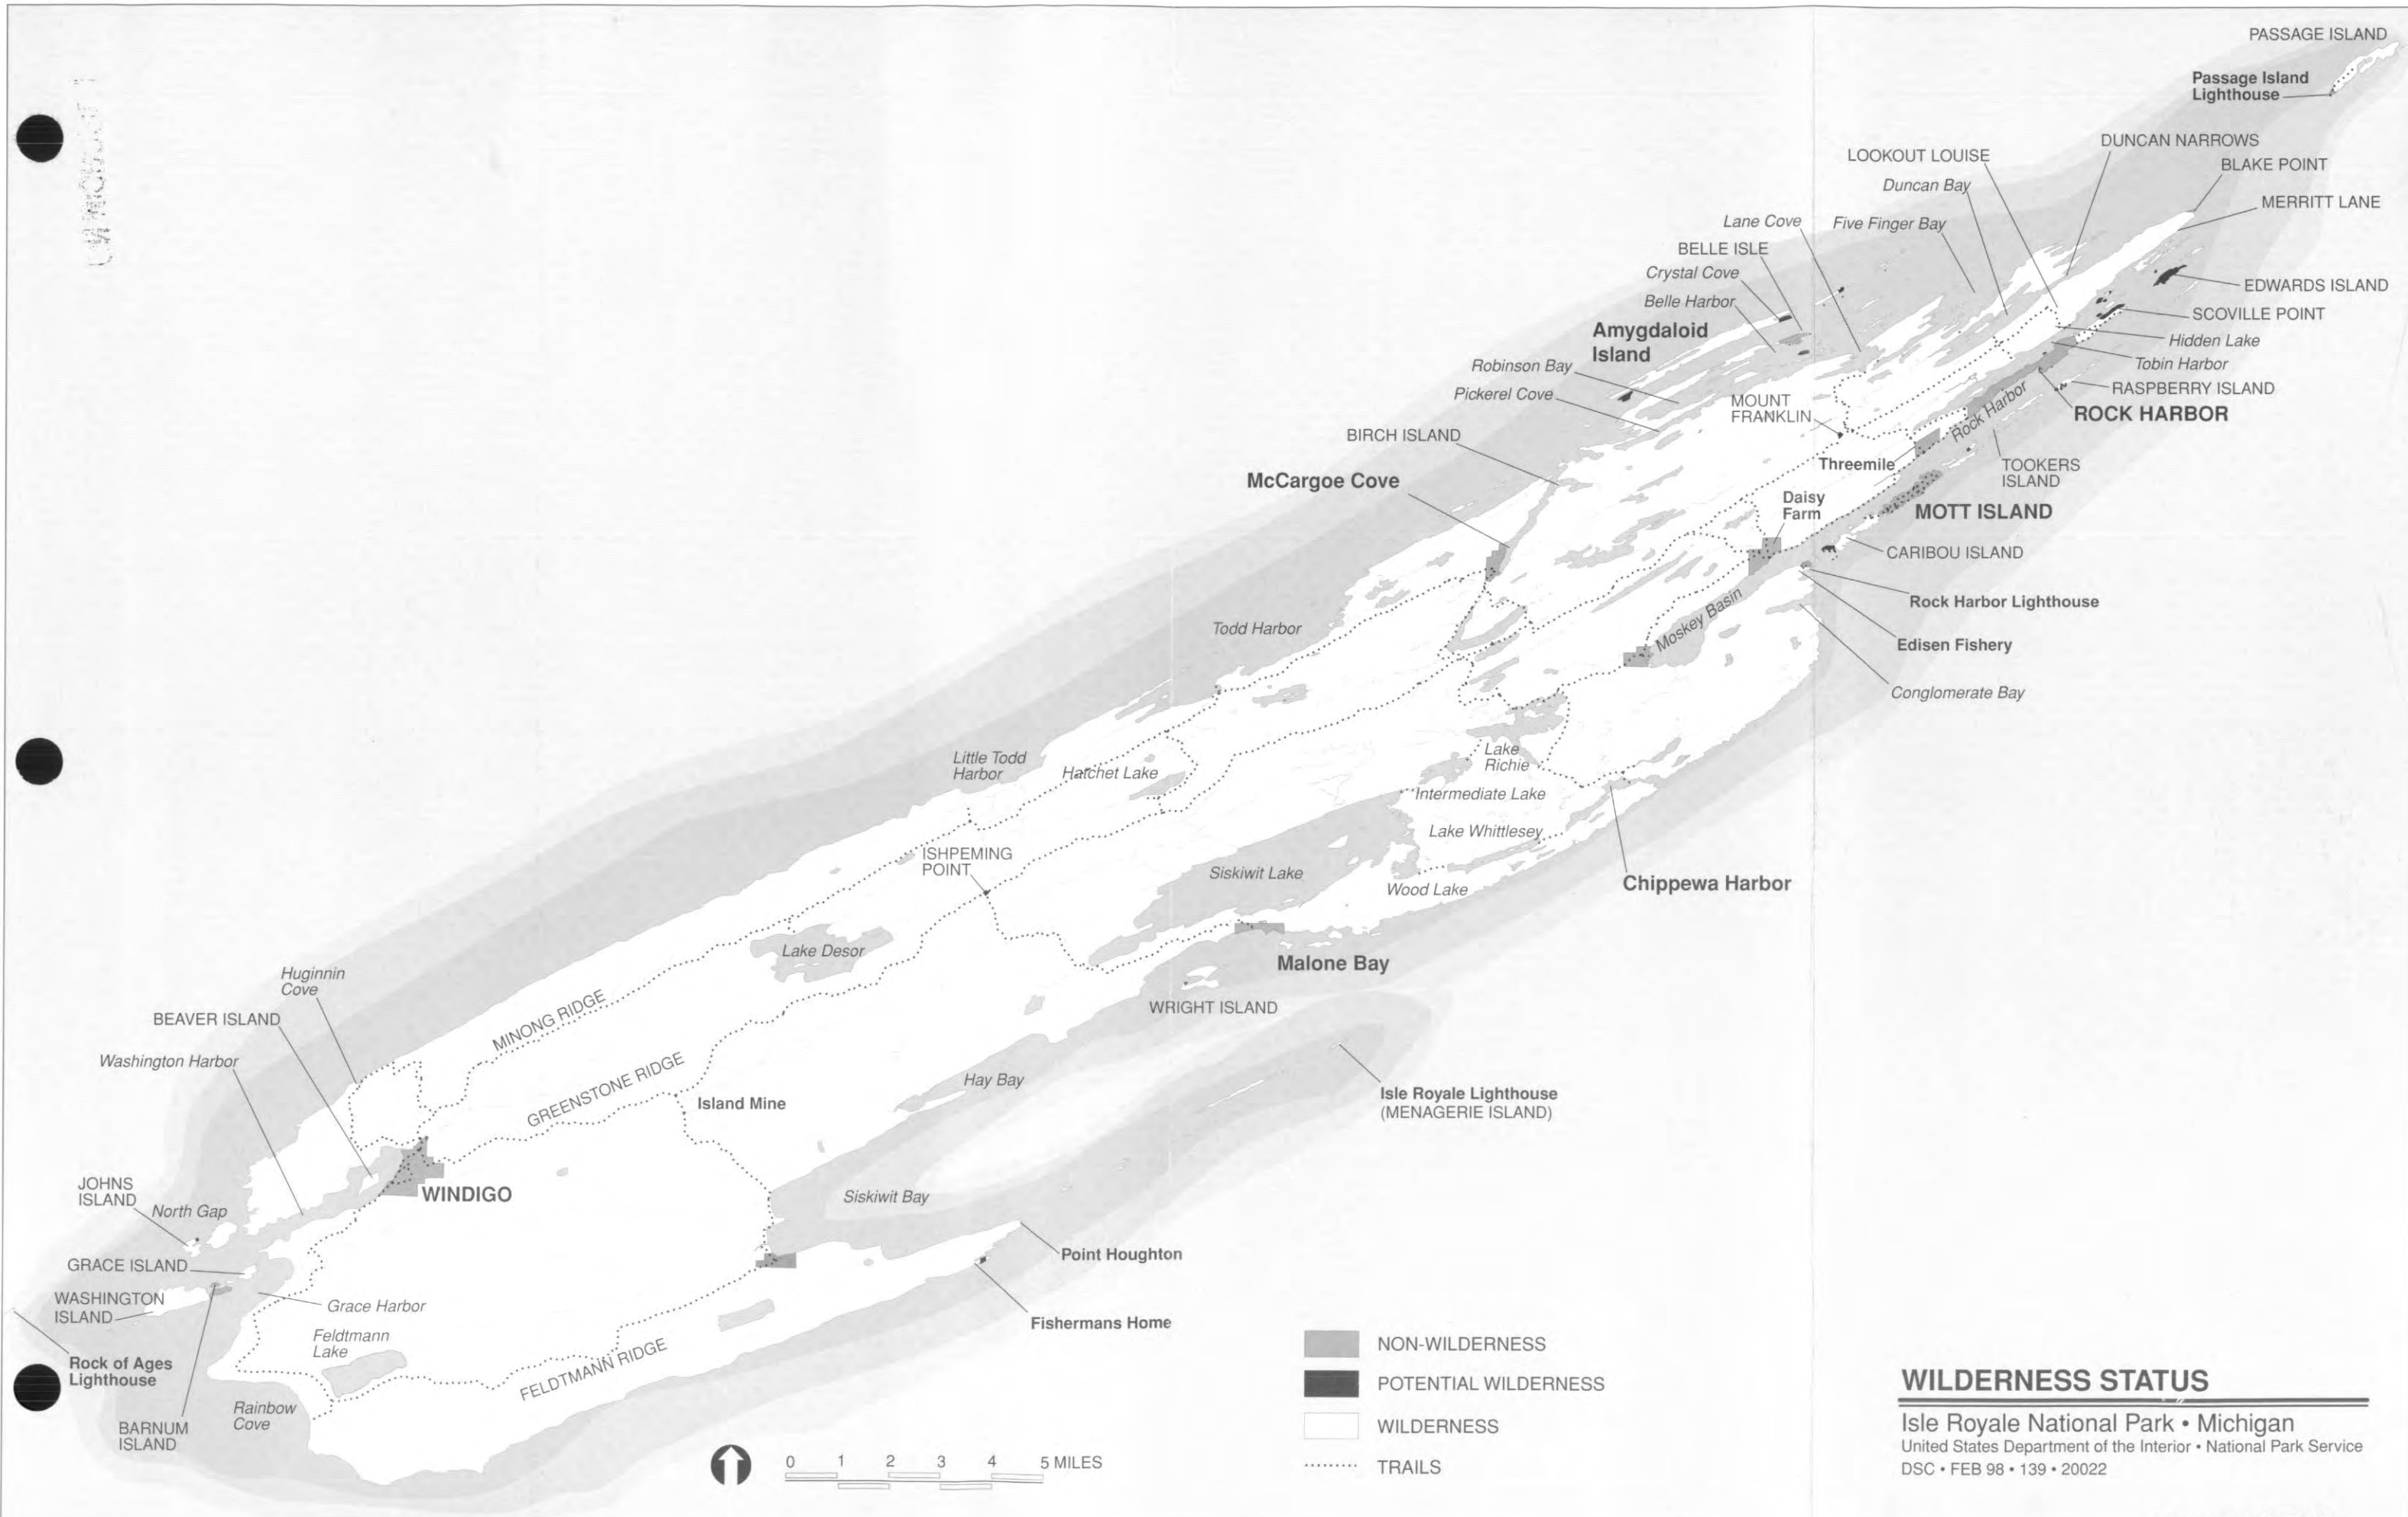 PASSAGE ISLAND
Passage Island
Lighthouse
DUNCAN NARROWS
LOOKOUT LOUISE
BLAKE POINT
Duncan Bay
MERRITT LANE
Lane Cove
Five Finger Bay
BELLE ISLE
Crystal Cove
EDWARDS ISLAND
Belle Harbor
SCOVILLE POINT
Amygdaloid
Island
Hidden Lake
Robinson Bay
Tobin Harbor
Pickerel Cove
RASPBERRY ISLAND
MOUNT
FRANKLIN
Rock Harbor
ROCK HARBOR
BIRCH ISLAND
Threemile
TOOKERS
ISLAND
McCargoe Cove
Daisy
Farm
MOTT ISLAND
CARIBOU ISLAND
Rock Harbor Lighthouse
Moskey Basin
Todd Harbor
Edisen Fishery
Conglomerate Bay
Little Todd
Harbor
Hatchet Lake
Lake
Richie
Intermediate Lake
Lake Whittlesey
ISHPEMING
POINT
Siskiwit Lake
Wood Lake
Chippewa Harbor
Lake Desor
Malone Bay
Huginnin
Cove
WRIGHT ISLAND
BEAVER ISLAND
MINONG RIDGE
Washington Harbor
GREENSTONE RIDGE
Hay Bay
Island Mine
Isle Royale Lighthouse
(MENAGERIE ISLAND)
JOHNS
ISLAND
North Gap
WINDIGO
Siskiwit Bay
GRACE ISLAND
Point Houghton
WASHINGTON
ISLAND
Grace Harbor
Fishermans Home
Feldtmann
Lake
Rock of Ages
Lighthouse
FELDTMANN RIDGE
Rainbow
Cove
BARNUM
ISLAND
0 1 2 3 4 5 MILES
NON-WILDERNESS
POTENTIAL WILDERNESS
WILDERNESS
TRAILS
WILDERNESS STATUS
Isle Royale National Park • Michigan
United States Department of the Interior • National Park Service
DSC • FEB 98 • 139 • 20022